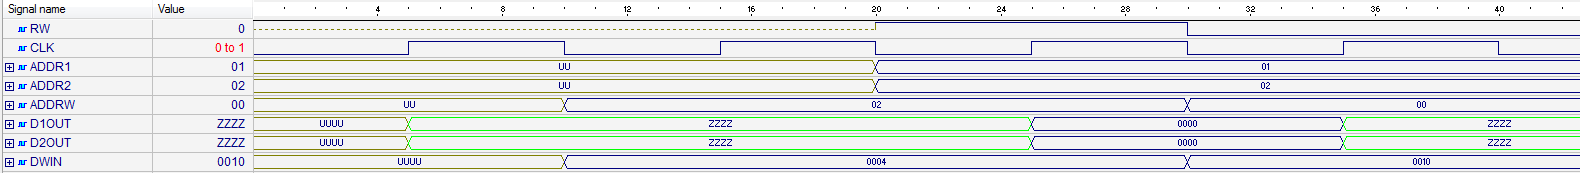 Signal name Value 4 8 12 16 20 24 28 32 36 40
RW 0
CLK 0 to 1
ADDR1 01 UU 01
ADDR2 02 UU 02
ADDRW 00 UU 02 00
D1OUT ZZZZ UUUU ZZZZ 0000 ZZZZ
D2OUT ZZZZ UUUU ZZZZ 0000 ZZZZ
DWIN 0010 UUUU 0004 0010